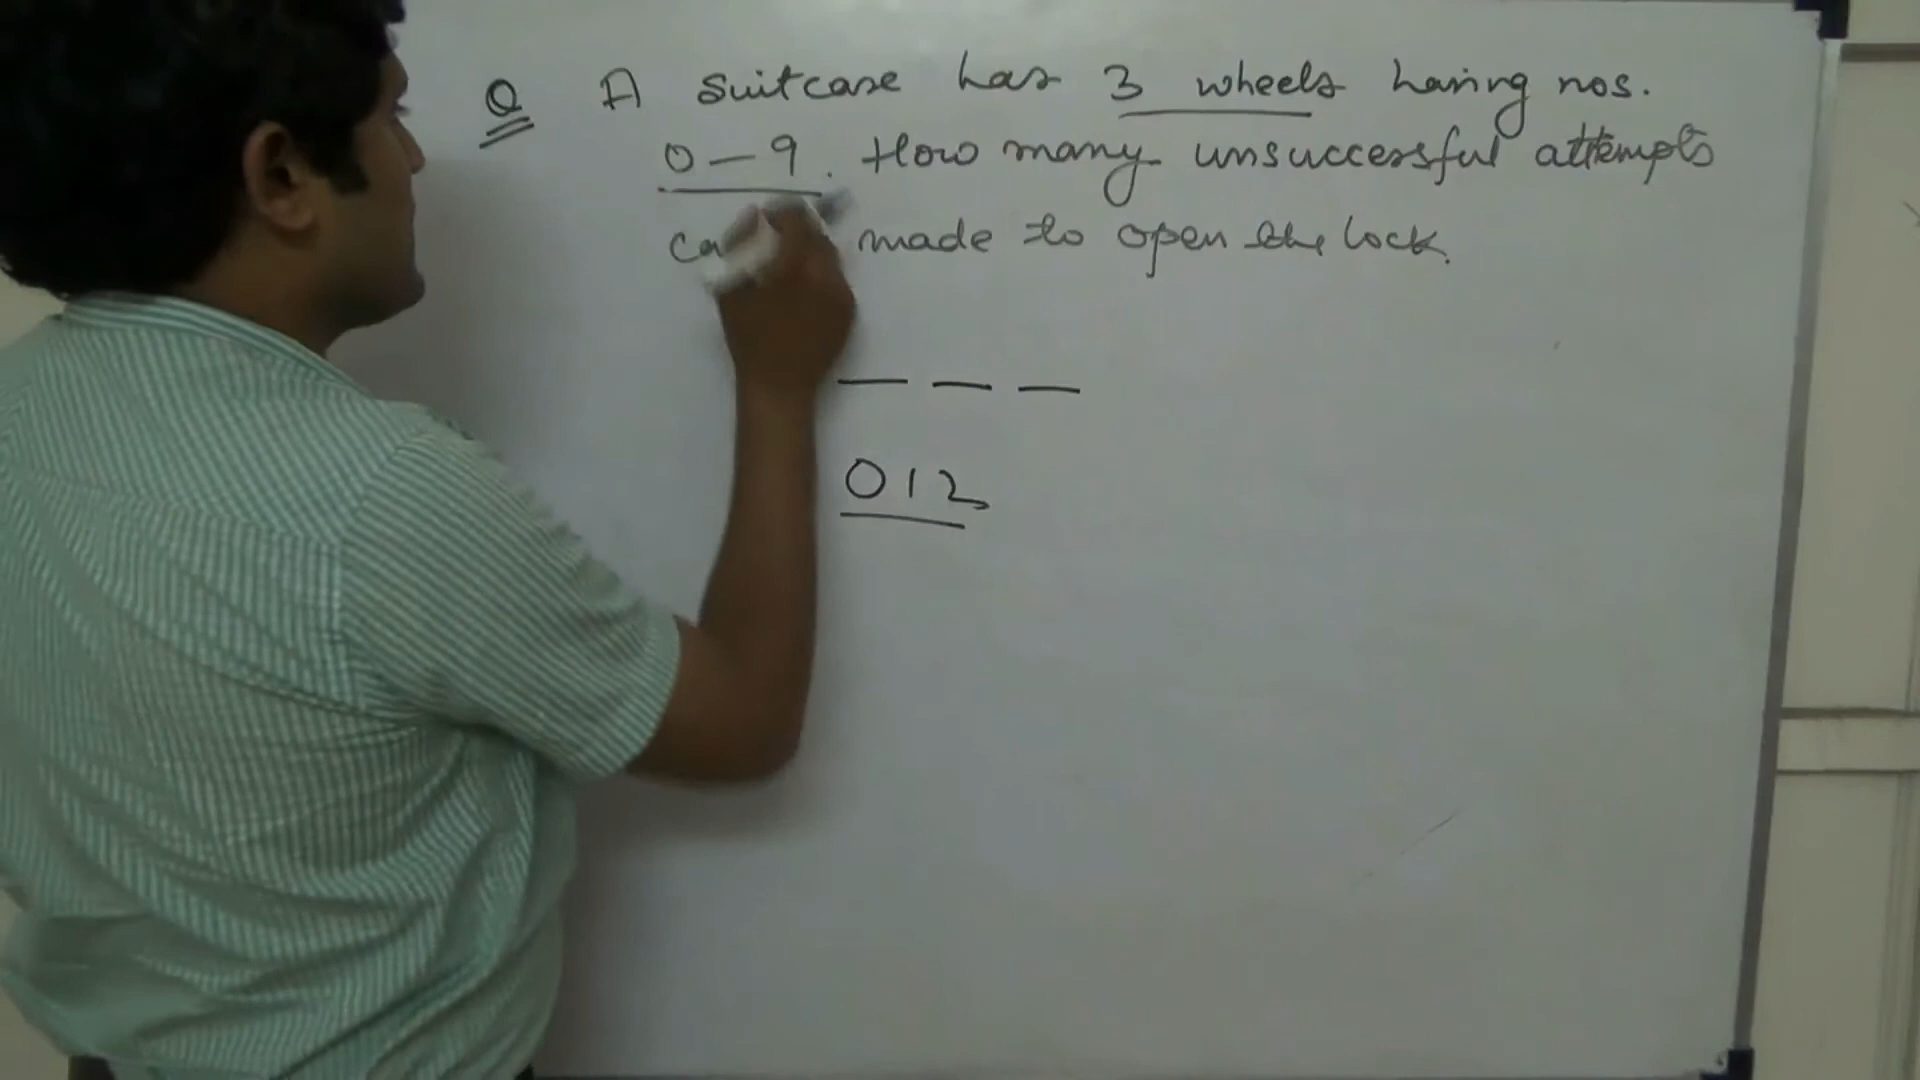 Q A suitcase has 3 wheels having nos.
0 — 9. How many unsuccessful attempts
made to open the lock.
— — —
012